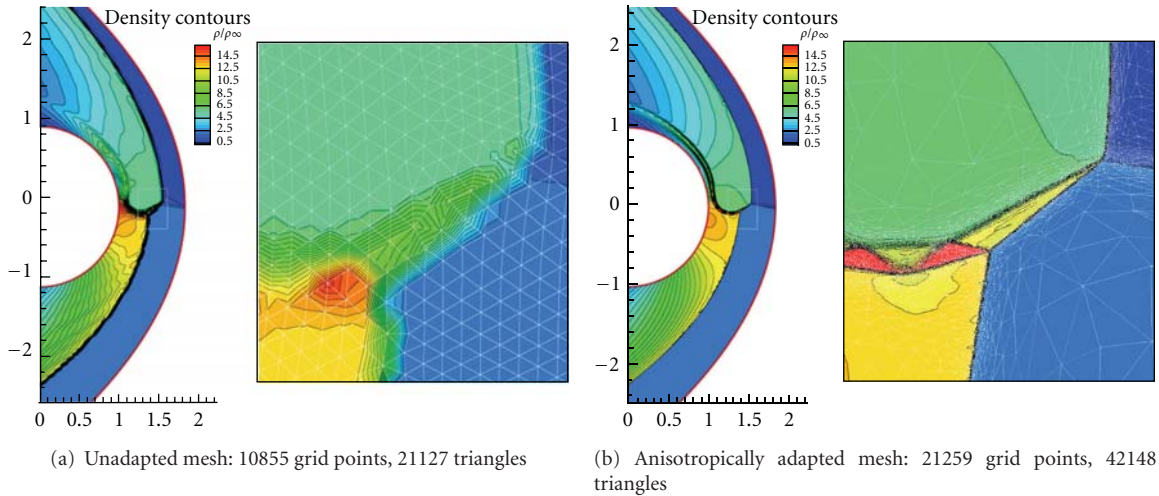 Density contours
ρ/ρ∞
14.5
12.5
10.5
8.5
6.5
4.5
2.5
0.5
2
1
0
−1
−2
0 0.5 1 1.5 2
(a) Unadapted mesh: 10855 grid points, 21127 triangles
Density contours
ρ/ρ∞
14.5
12.5
10.5
8.5
6.5
4.5
2.5
0.5
2
1
0
−1
−2
0 0.5 1 1.5 2
(b) Anisotropically adapted mesh: 21259 grid points, 42148
triangles